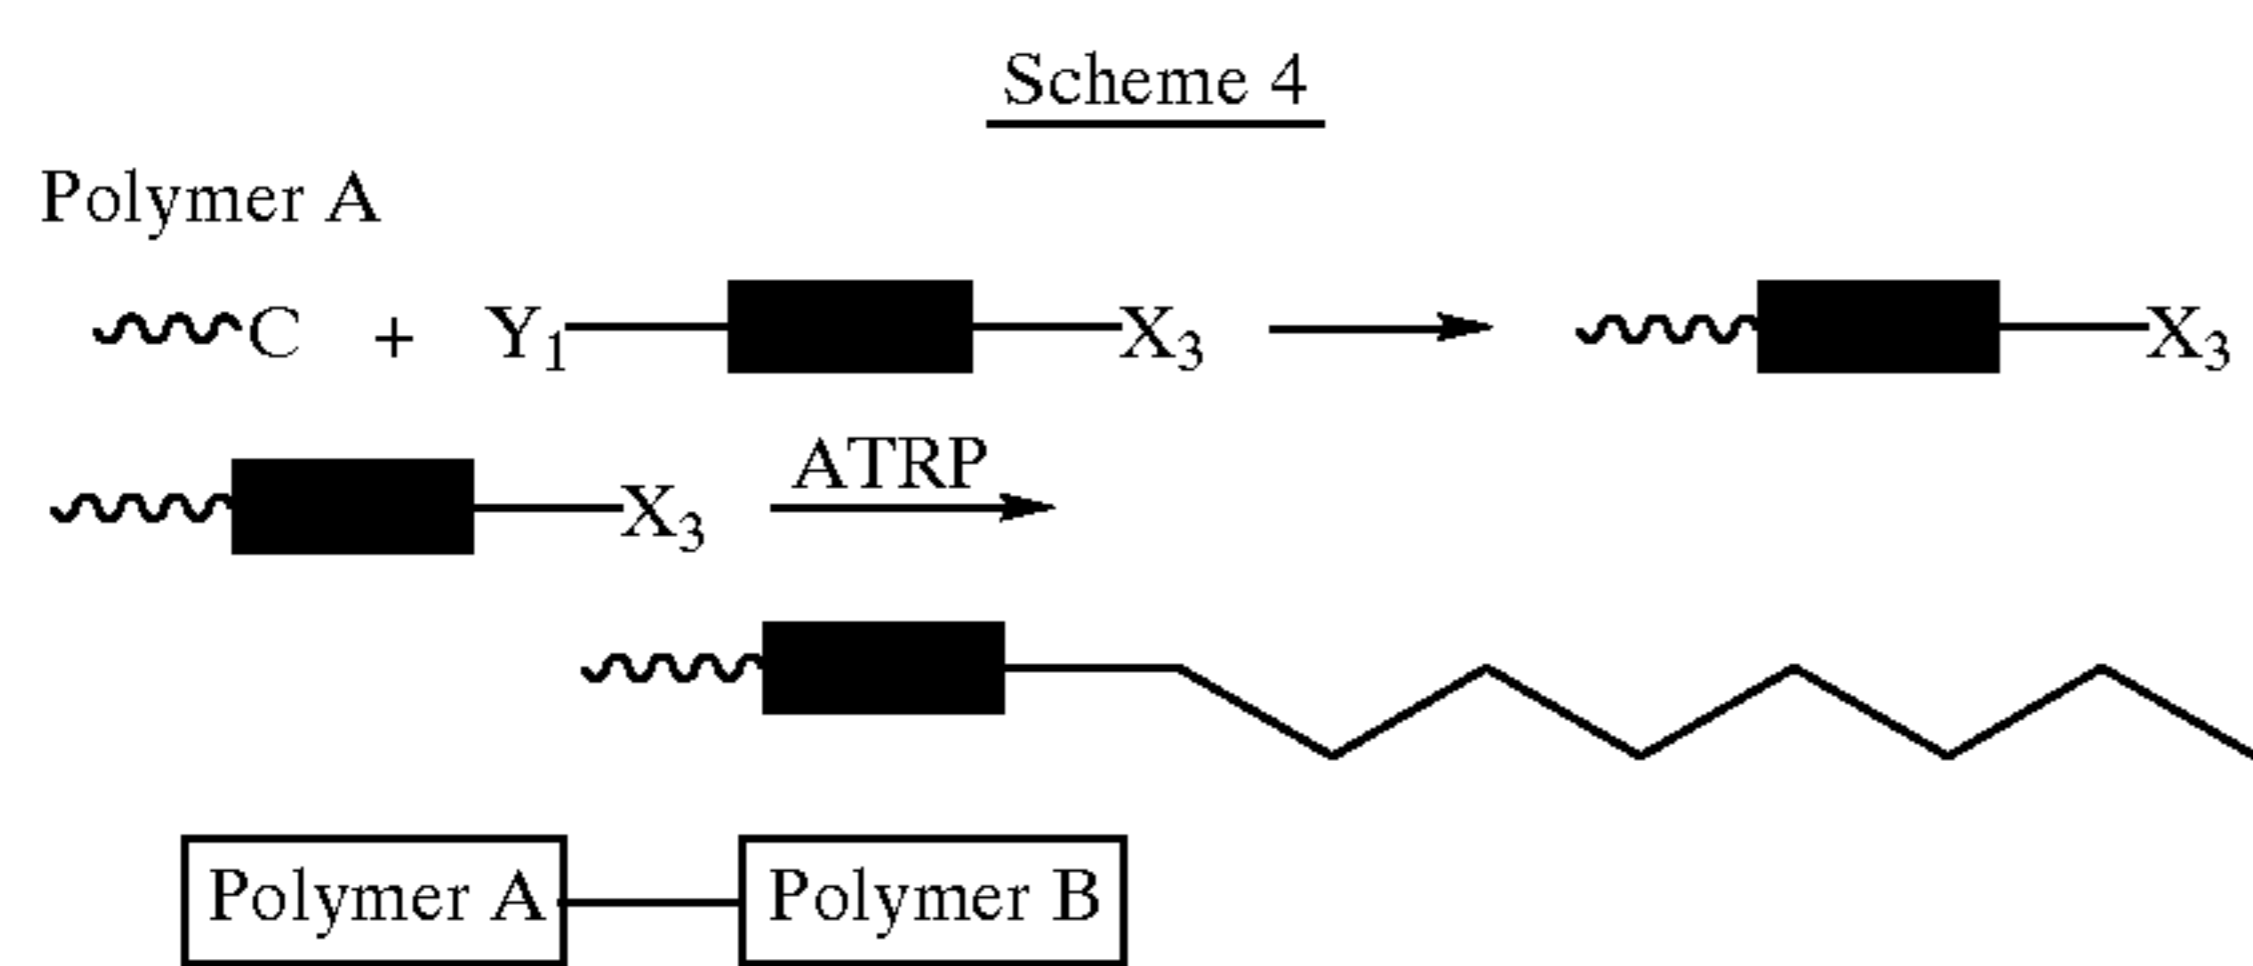 Scheme 4
Polymer A
C + Y₁ X₃ X₃
X₃ ATRP
Polymer A Polymer B